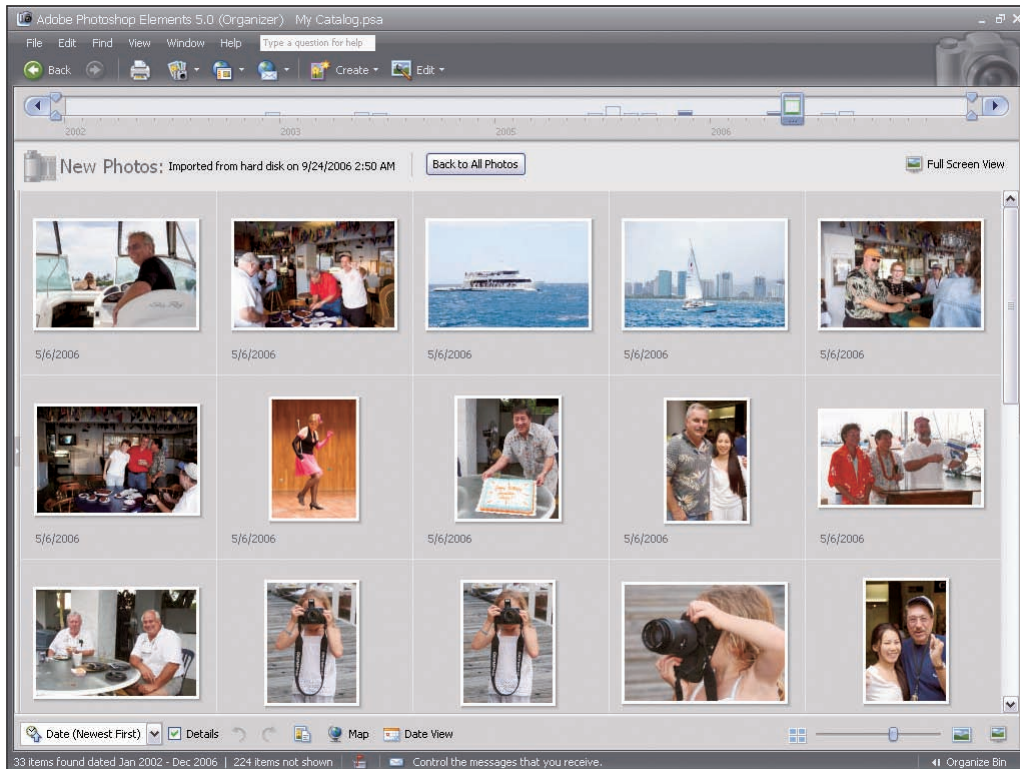 Adobe Photoshop Elements 5.0 (Organizer) My Catalog.psa
File Edit Find View Window Help Type a question for help
Back Create Edit
2002 2003 2005 2006
New Photos: Imported from hard disk on 9/24/2006 2:50 AM Back to All Photos Full Screen View
5/6/2006 5/6/2006 5/6/2006 5/6/2006 5/6/2006
5/6/2006 5/6/2006 5/6/2006 5/6/2006 5/6/2006
Date (Newest First) Details Map Date View
33 items found dated Jan 2002 - Dec 2006 | 224 items not shown Control the messages that you receive. Organize Bin